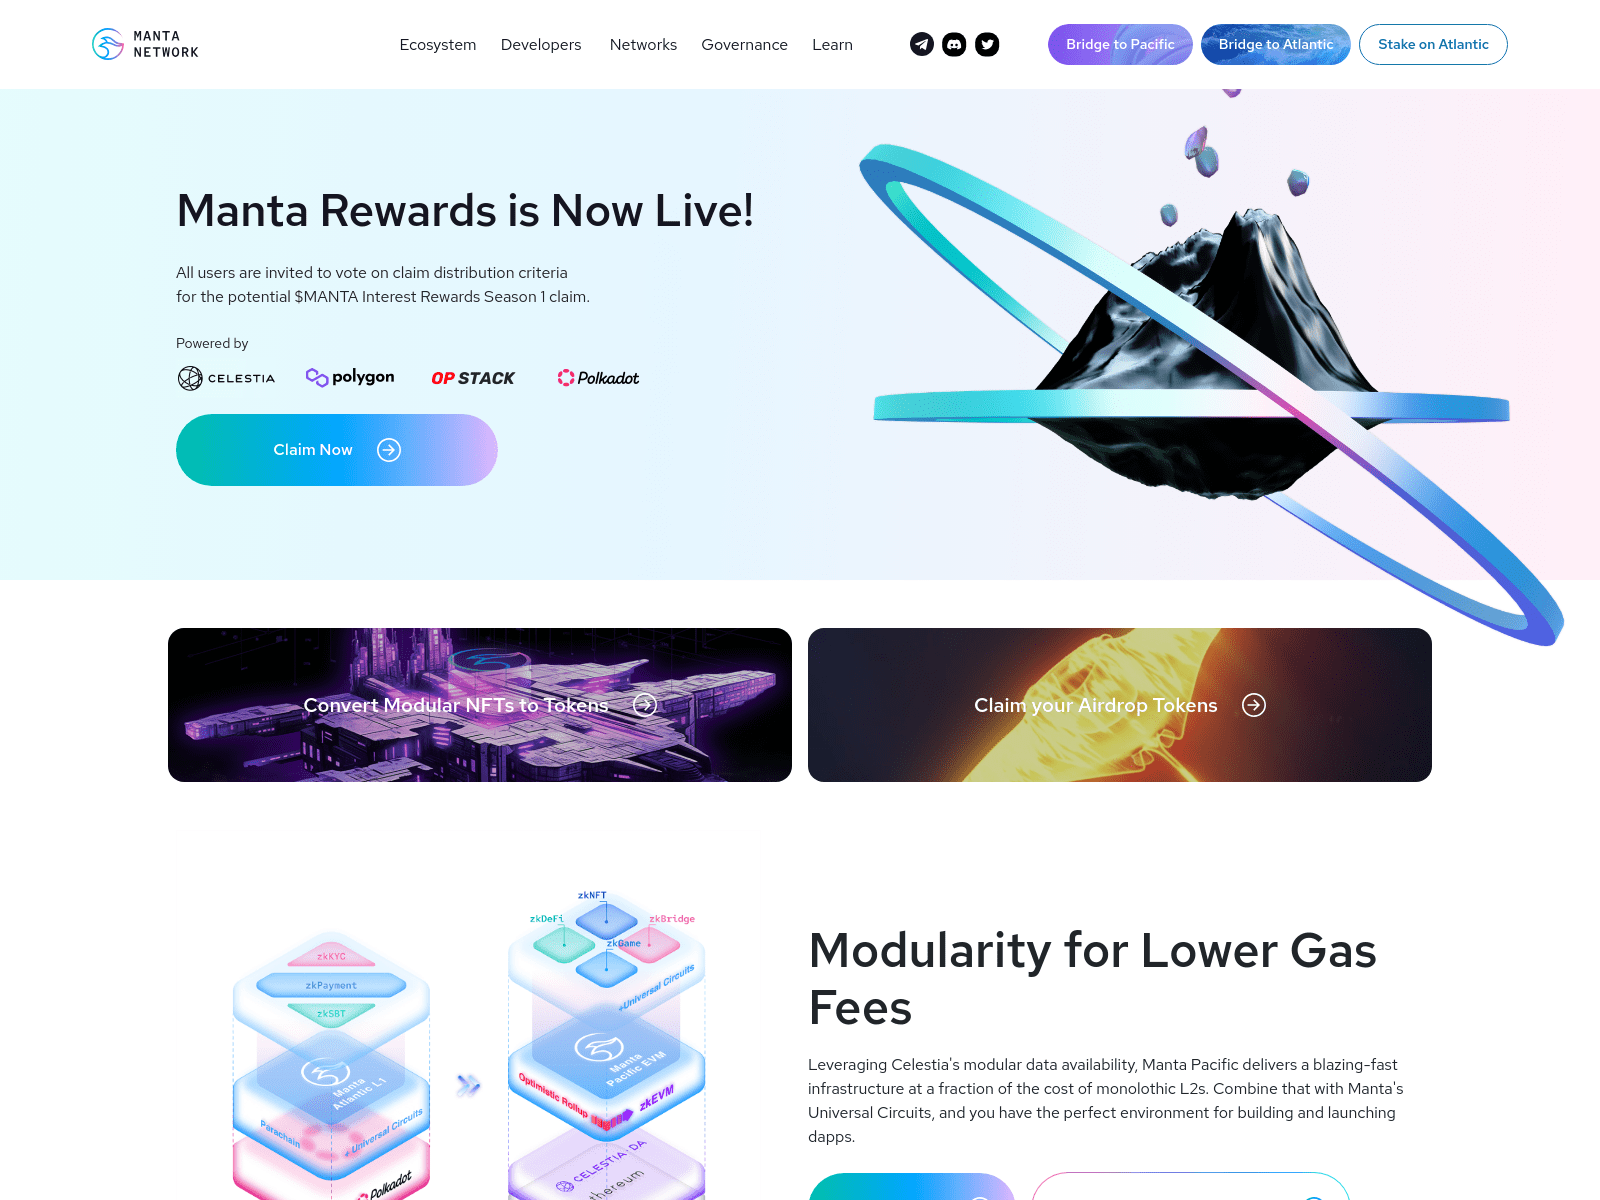 MANTA
NETWORK
Ecosystem
Developers
Networks
Governance
Learn
Bridge to Pacific
Bridge to Atlantic
Stake on Atlantic
Manta Rewards is Now Live!
All users are invited to vote on claim distribution criteria
for the potential $MANTA Interest Rewards Season 1 claim.
Powered by
CELESTIA
polygon
OP STACK
Polkadot
Claim Now
Convert Modular NFTs to Tokens
Claim your Airdrop Tokens
zkKYC
zkPayment
zkSBT
Manta
Atlantic L1
Parachain
+ Universal Circuits
Polkadot
zkNFT
zkDeFi
zkBridge
zkGame
+Universal Circuits
Manta
Pacific EVM
Optimistic Rollup
zkEVM
CELESTIA-DA
Modularity for Lower Gas
Fees
Leveraging Celestia's modular data availability, Manta Pacific delivers a blazing-fast
infrastructure at a fraction of the cost of monolothic L2s. Combine that with Manta's
Universal Circuits, and you have the perfect environment for building and launching
dapps.